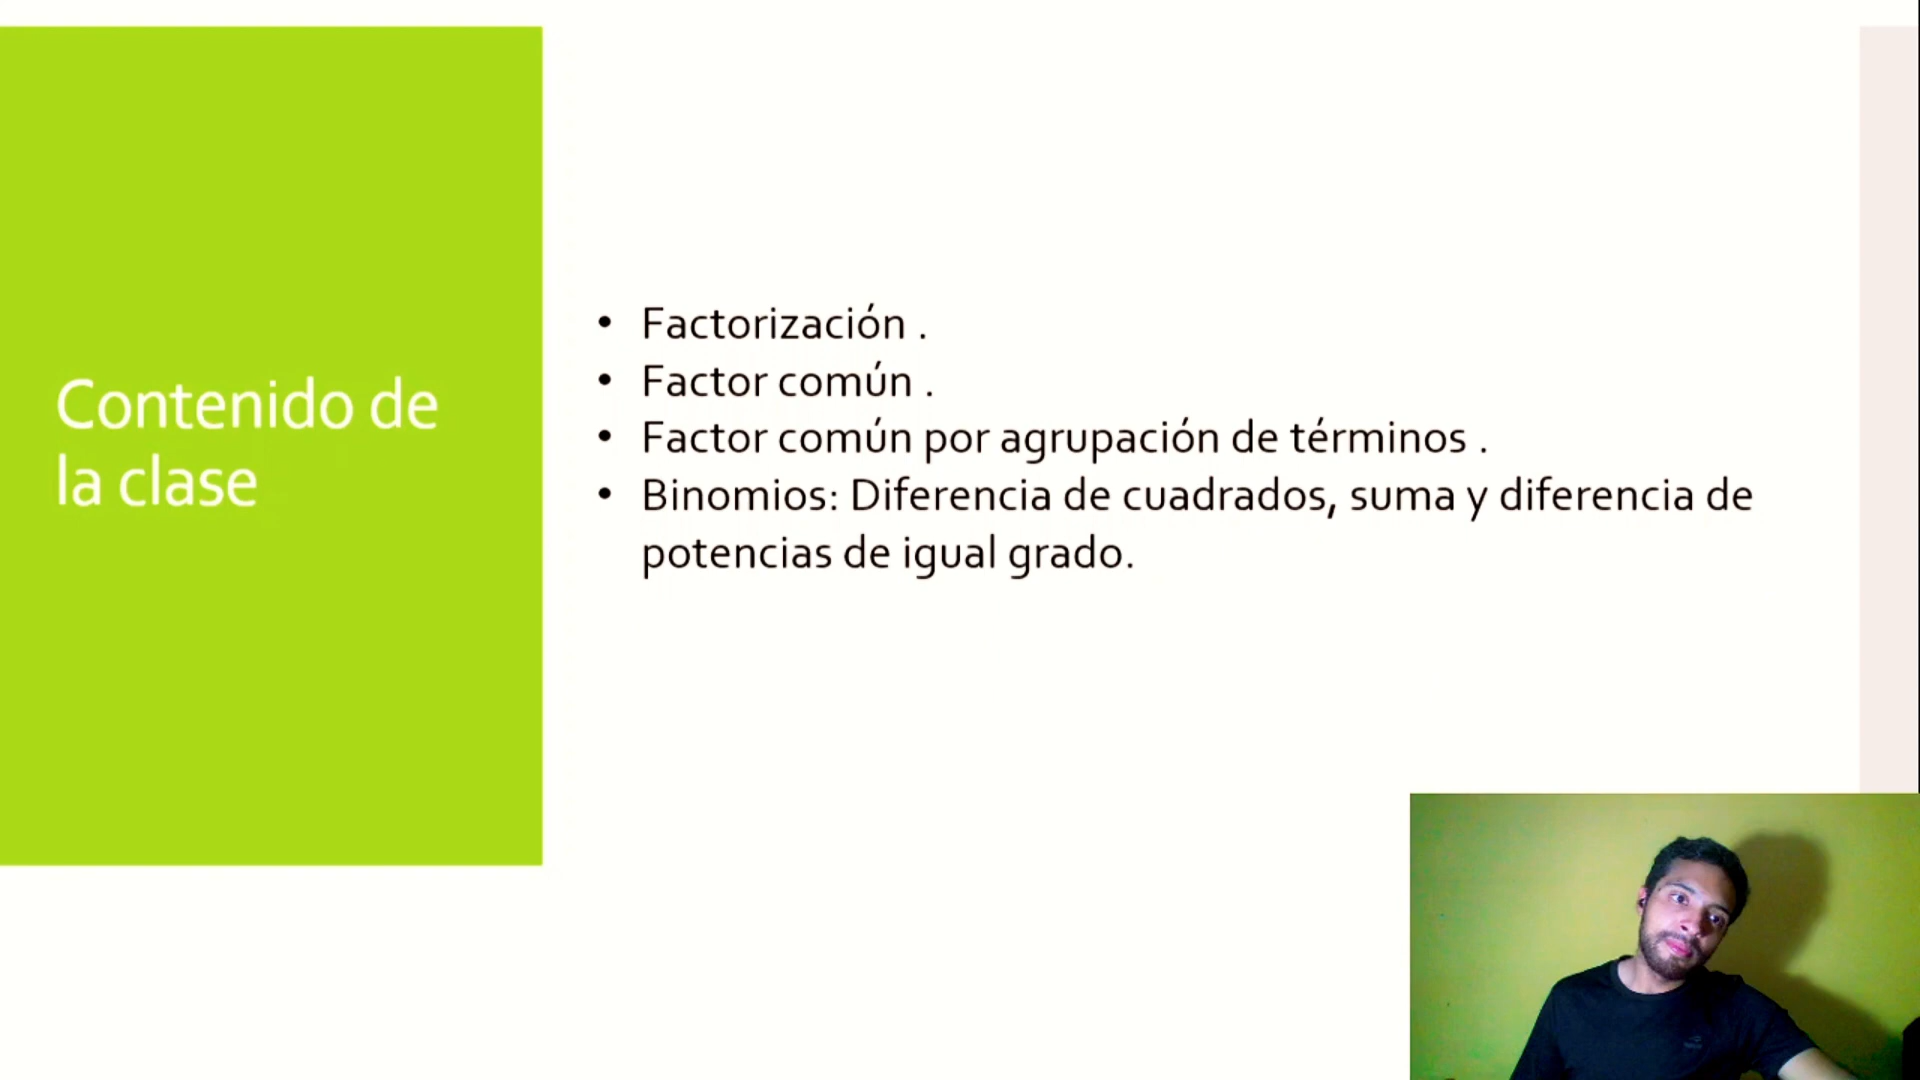 Contenido de
la clase
• Factorización .
• Factor común .
• Factor común por agrupación de términos .
• Binomios: Diferencia de cuadrados, suma y diferencia de
potencias de igual grado.